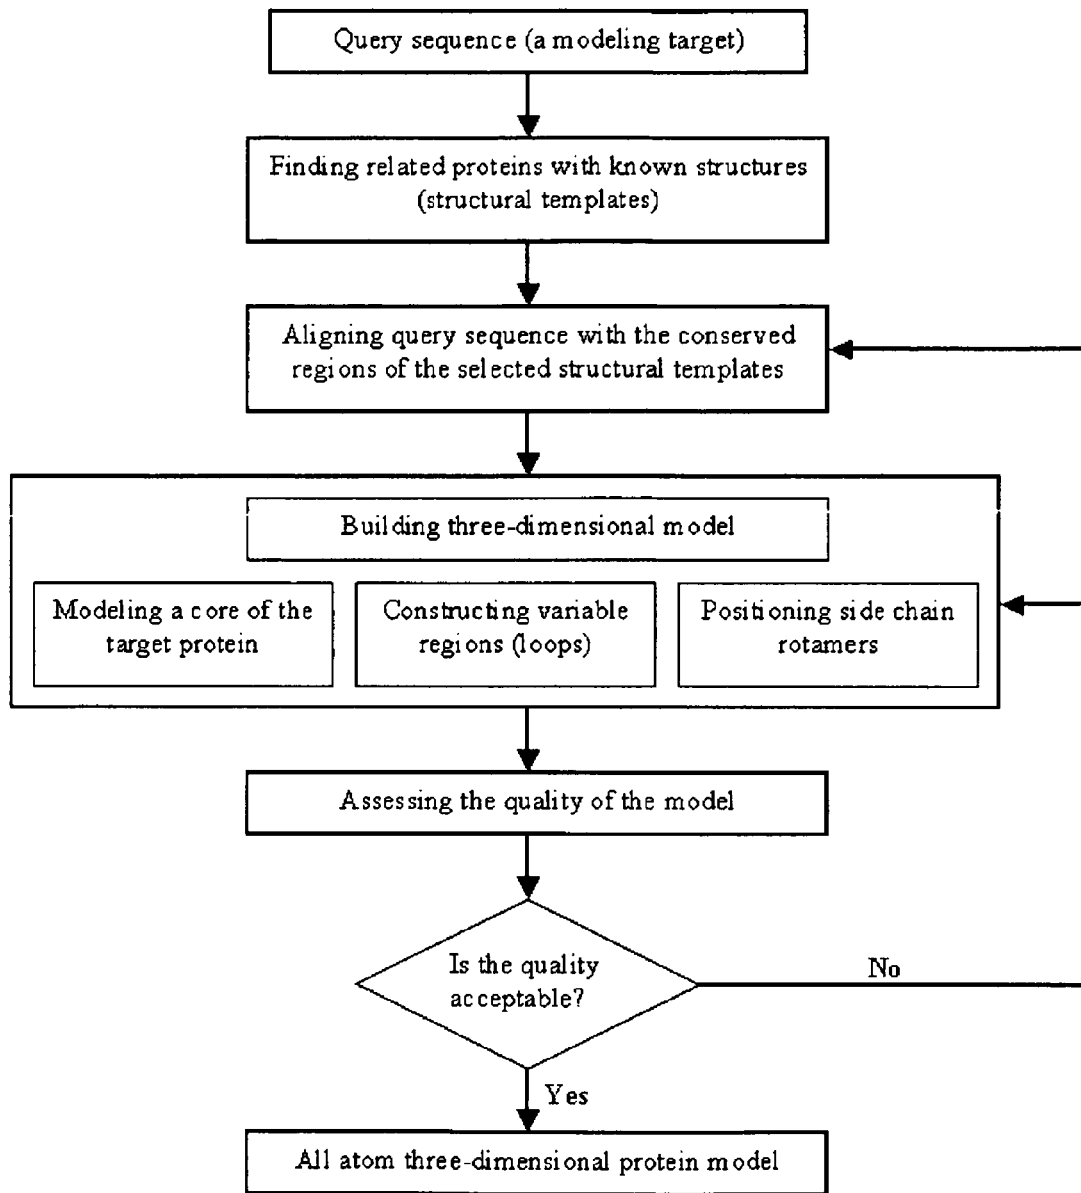 Query sequence (a modeling target)
Finding related proteins with known structures
(structural templates)
Aligning query sequence with the conserved
regions of the selected structural templates
Building three-dimensional model
Modeling a core of the
target protein
Constructing variable
regions (loops)
Positioning side chain
rotamers
Assessing the quality of the model
Is the quality
acceptable?
No
Yes
All atom three-dimensional protein model